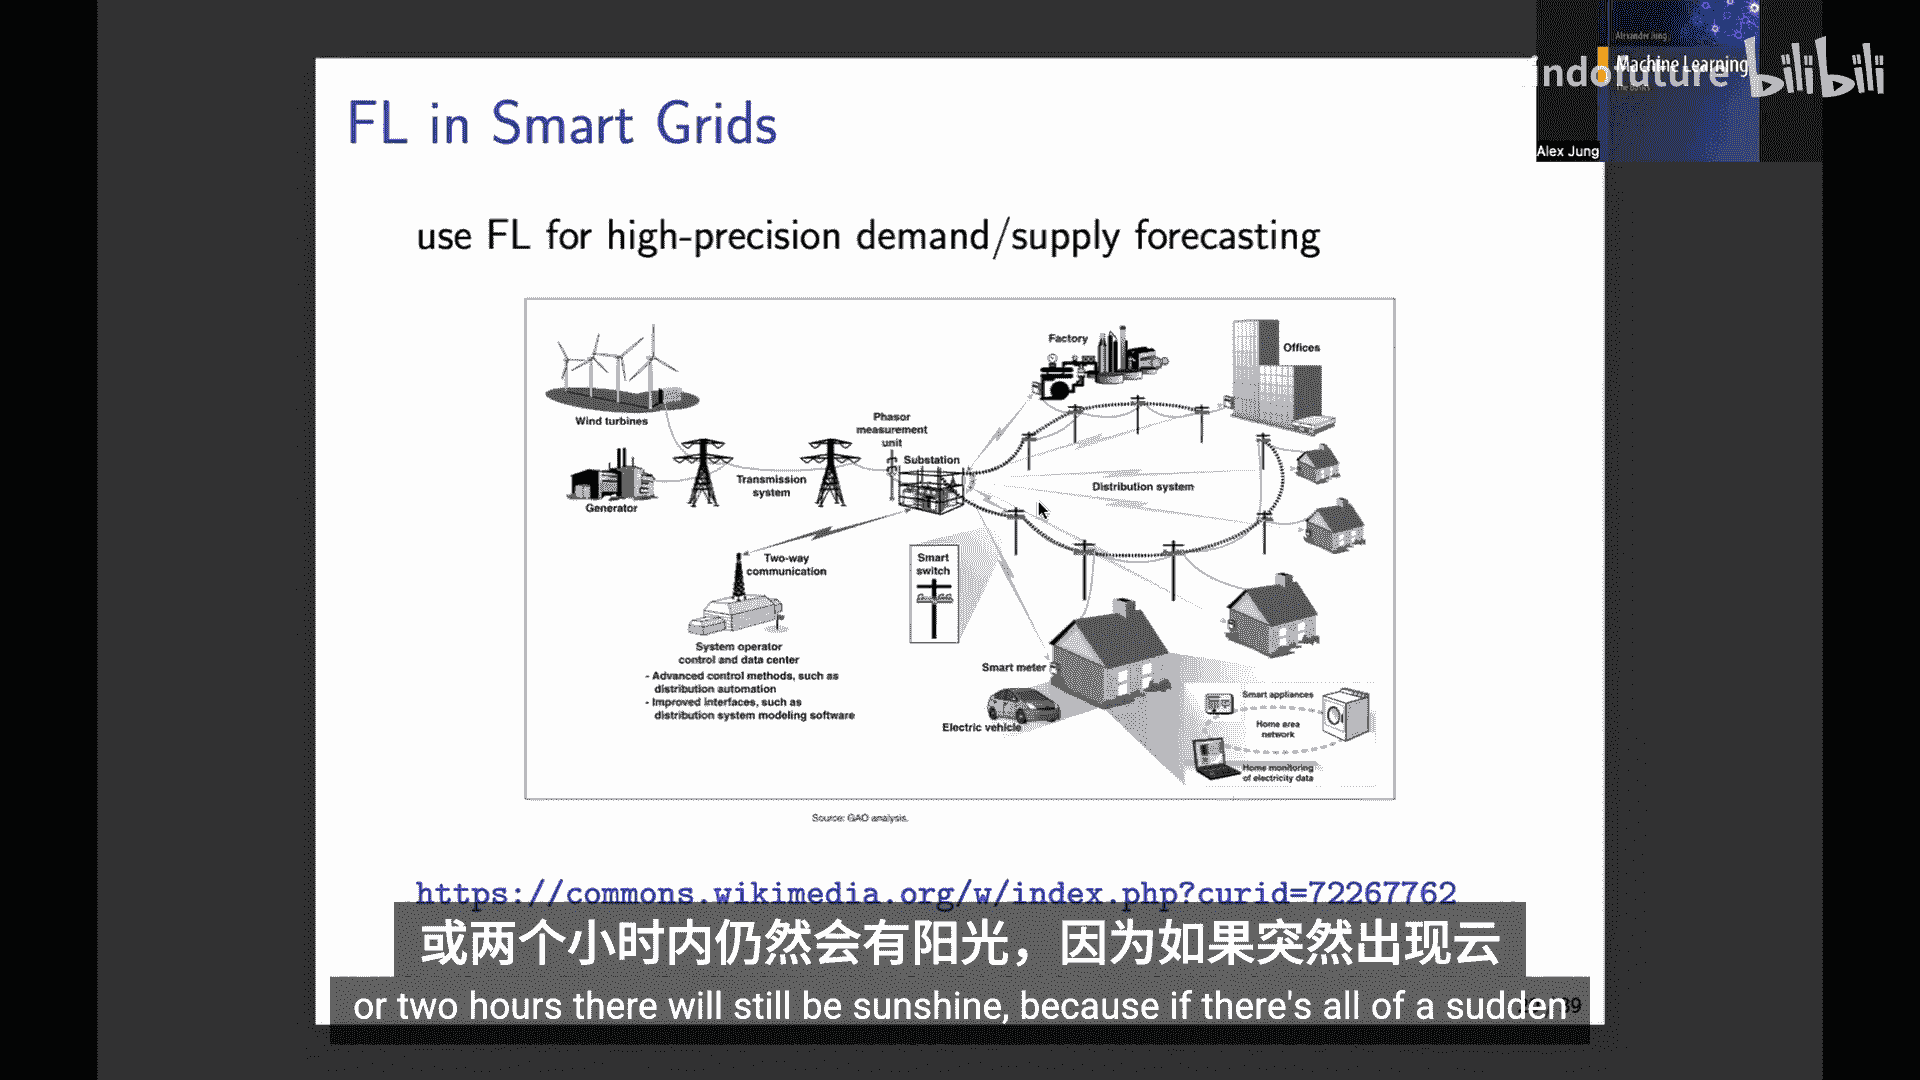 Alexander Jung
indofuture
bilibili
Machine Learning
The Basics
Alex Jung
FL in Smart Grids
use FL for high-precision demand/supply forecasting
Factory
Offices
Wind turbines
Phasor
measurement
unit
Substation
Transmission
system
Distribution system
Generator
Two-way
communication
Smart
switch
System operator
control and data center
- Advanced control methods, such as
distribution automation
- Improved interfaces, such as
distribution system modeling software
Smart meter
Electric vehicle
Smart appliances
Home area
network
Home monitoring
of electricity data
Source: GAO analysis.
https://commons.wikimedia.org/w/index.php?curid=72267762
或两个小时内仍然会有阳光，因为如果突然出现云
or two hours there will still be sunshine, because if there's all of a sudden